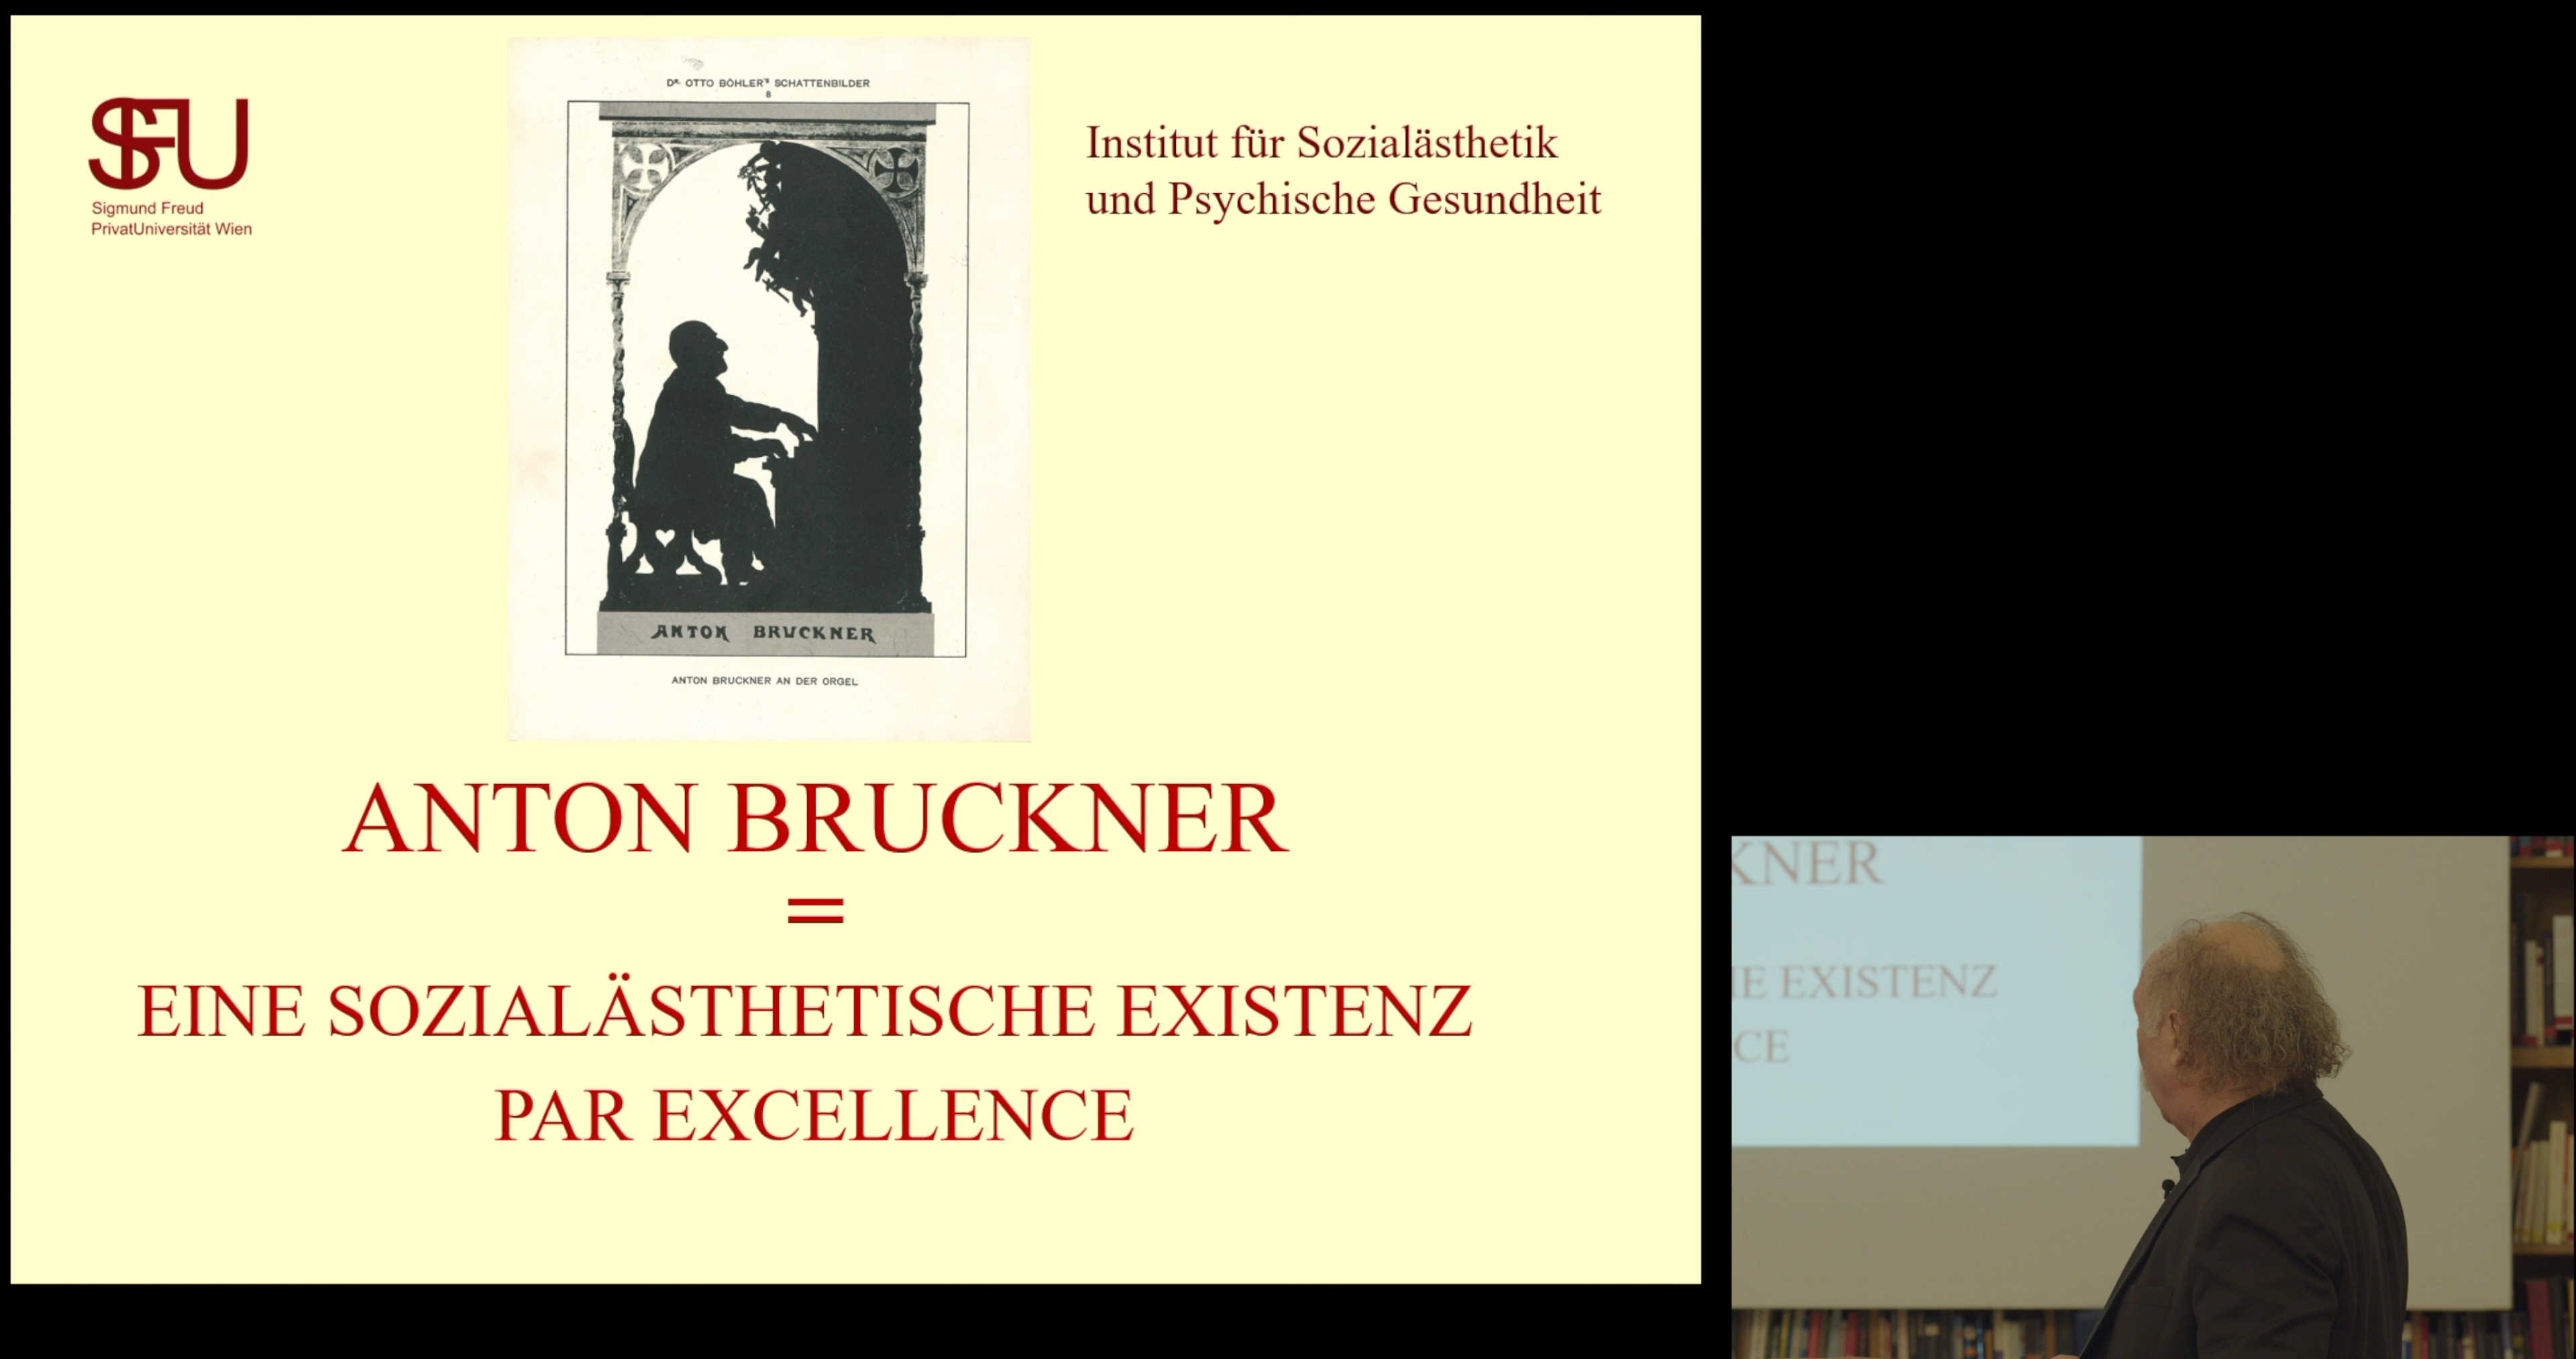 SFU
Sigmund Freud
PrivatUniversität Wien
DR. OTTO BÖHLER'S SCHATTENBILDER
8
ANTON BRUCKNER
ANTON BRUCKNER AN DER ORGEL
Institut für Sozialästhetik
und Psychische Gesundheit
ANTON BRUCKNER
=
EINE SOZIALÄSTHETISCHE EXISTENZ
PAR EXCELLENCE
KNER
E EXISTENZ
CE